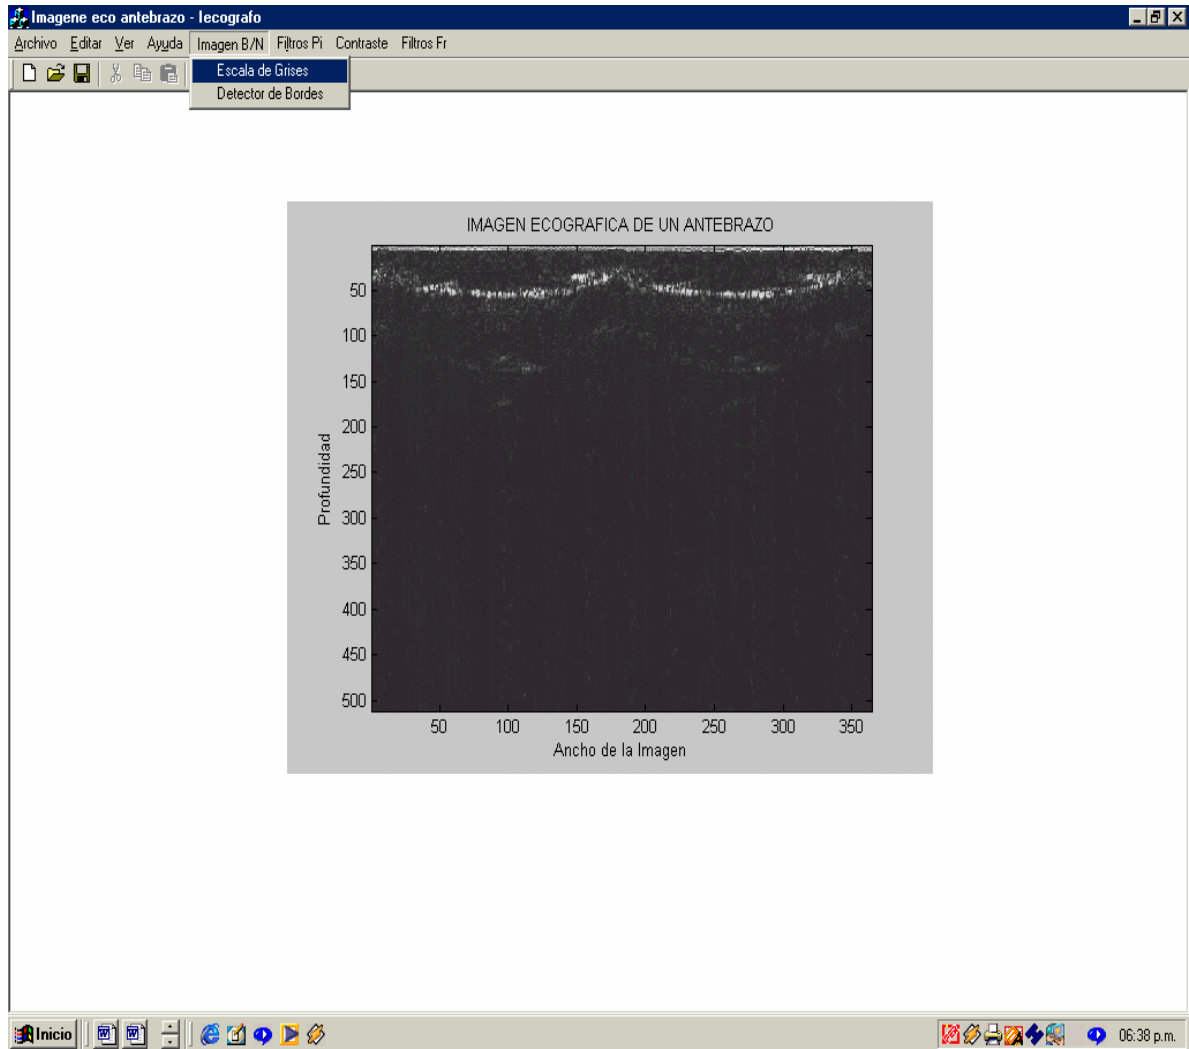 Imagene eco antebrazo - Iecografo
Archivo Editar Ver Ayuda Imagen B/N Filtros Pi Contraste Filtros Fr
Escala de Grises
Detector de Bordes
IMAGEN ECOGRAFICA DE UN ANTEBRAZO
50
100
150
200
250
300
350
400
450
500
Profundidad
50 100 150 200 250 300 350
Ancho de la Imagen
Inicio
06:38 p.m.